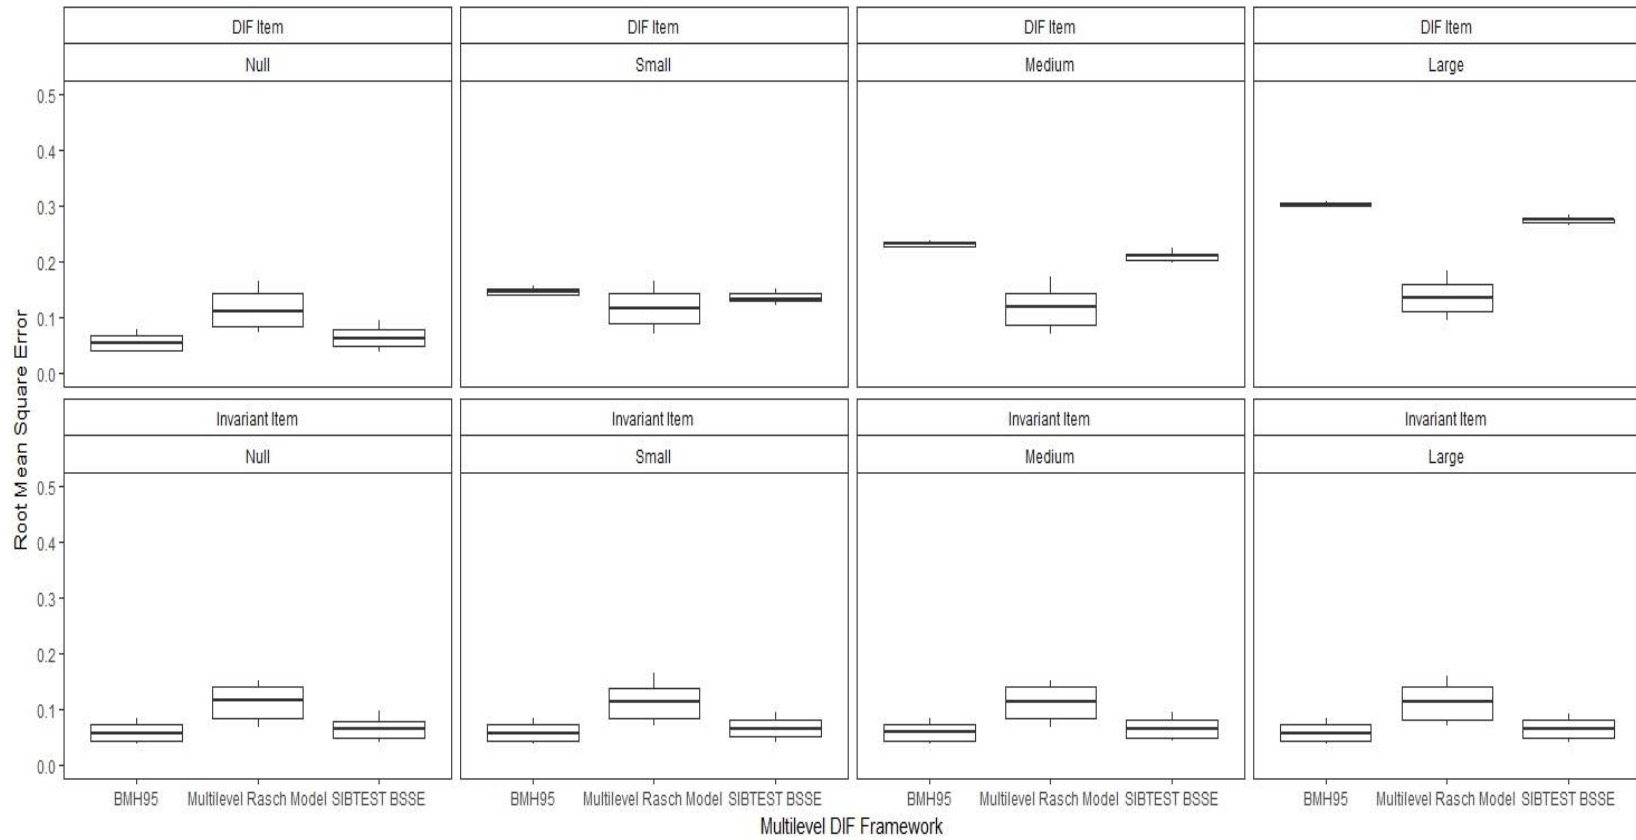 DIF Item DIF Item DIF Item DIF Item
Null Small Medium Large
0.5
0.4
0.3
0.2
0.1
0.0
Root Mean Square Error
Invariant Item Invariant Item Invariant Item Invariant Item
Null Small Medium Large
0.5
0.4
0.3
0.2
0.1
0.0
BMH95 Multilevel Rasch Model SIBTEST BSSE BMH95 Multilevel Rasch Model SIBTEST BSSE BMH95 Multilevel Rasch Model SIBTEST BSSE BMH95 Multilevel Rasch Model SIBTEST BSSE
Multilevel DIF Framework